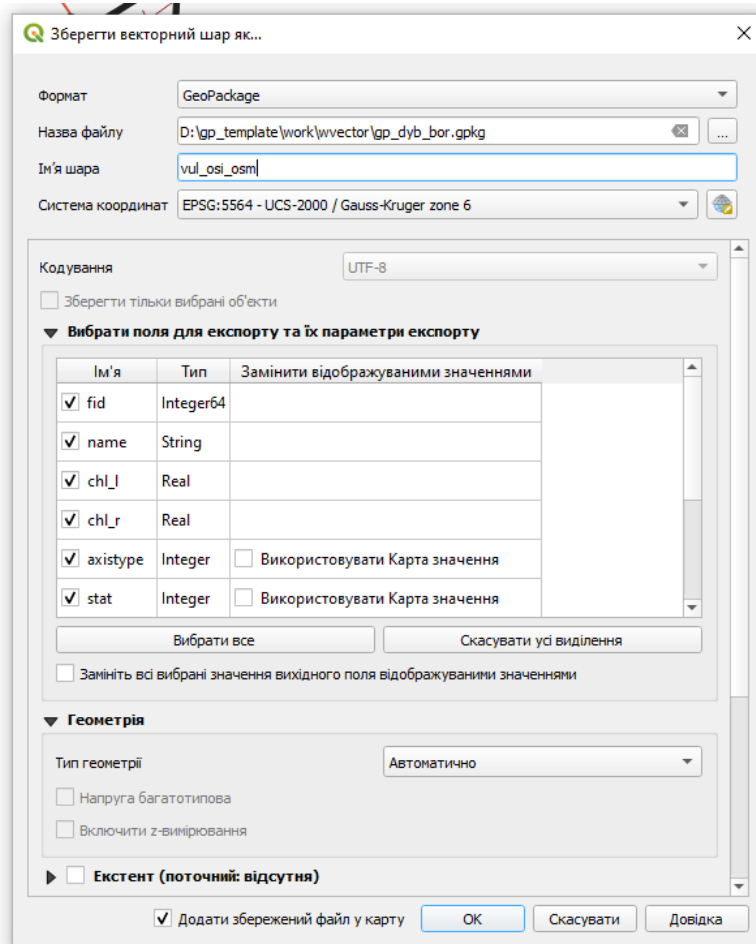 Зберегти векторний шар як...
Формат GeoPackage
Назва файлу D:\gp_template\work\wvector\gp_dyb_bor.gpkg ...
Ім'я шара vul_osi_osm
Система координат EPSG:5564 - UCS-2000 / Gauss-Kruger zone 6
Кодування UTF-8
Зберегти тільки вибрані об'єкти
Вибрати поля для експорту та їх параметри експорту
Ім'я Тип Замінити відображуваними значеннями
fid Integer64
name String
chl_l Real
chl_r Real
axistype Integer Використовувати Карта значення
stat Integer Використовувати Карта значення
Вибрати все Скасувати усі виділення
Замініть всі вибрані значення вихідного поля відображуваними значеннями
Геометрія
Тип геометрії Автоматично
Напруга багатотипова
Включити z-вимірювання
Екстент (поточний: відсутня)
Додати збережений файл у карту OK Скасувати Довідка